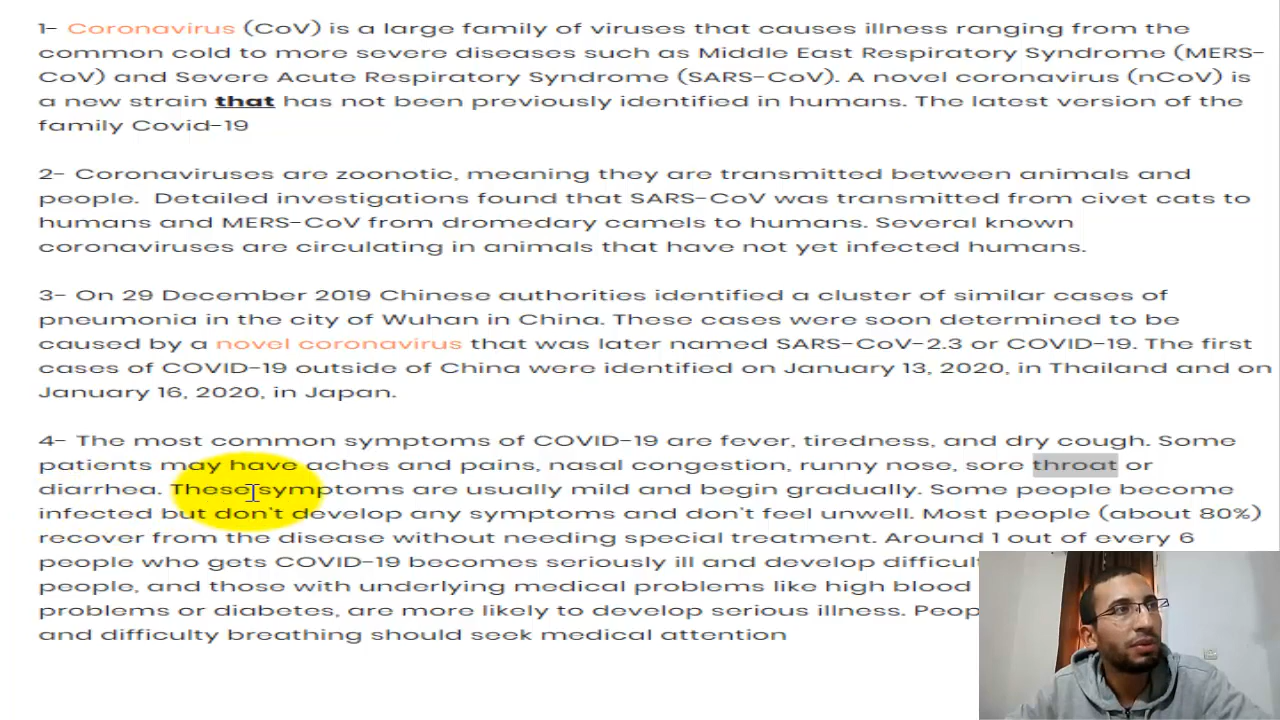 1- Coronavirus (CoV) is a large family of viruses that causes illness ranging from the
common cold to more severe diseases such as Middle East Respiratory Syndrome (MERS-
CoV) and Severe Acute Respiratory Syndrome (SARS-CoV). A novel coronavirus (nCoV) is
a new strain that has not been previously identified in humans. The latest version of the
family Covid-19
2- Coronaviruses are zoonotic, meaning they are transmitted between animals and
people. Detailed investigations found that SARS-CoV was transmitted from civet cats to
humans and MERS-CoV from dromedary camels to humans. Several known
coronaviruses are circulating in animals that have not yet infected humans.
3- On 29 December 2019 Chinese authorities identified a cluster of similar cases of
pneumonia in the city of Wuhan in China. These cases were soon determined to be
caused by a novel coronavirus that was later named SARS-CoV-2.3 or COVID-19. The first
cases of COVID-19 outside of China were identified on January 13, 2020, in Thailand and on
January 16, 2020, in Japan.
4- The most common symptoms of COVID-19 are fever, tiredness, and dry cough. Some
patients may have aches and pains, nasal congestion, runny nose, sore throat or
diarrhea. These symptoms are usually mild and begin gradually. Some people become
infected but don't develop any symptoms and don't feel unwell. Most people (about 80%)
recover from the disease without needing special treatment. Around 1 out of every 6
people who gets COVID-19 becomes seriously ill and develop
people, and those with underlying medical problems like high blood
problems or diabetes, are more likely to develop serious illness.
and difficulty breathing should seek medical attention